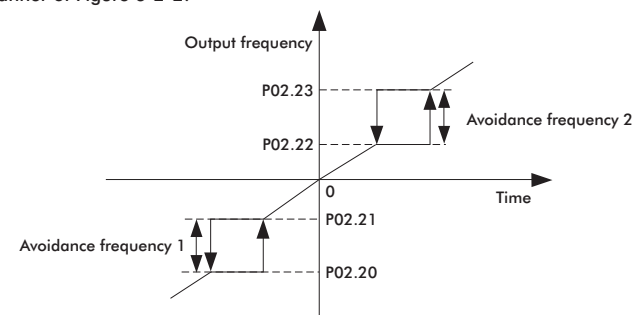 Output frequency
P02.23
Avoidance frequency 2
P02.22
0
Time
P02.21
Avoidance frequency 1
P02.20